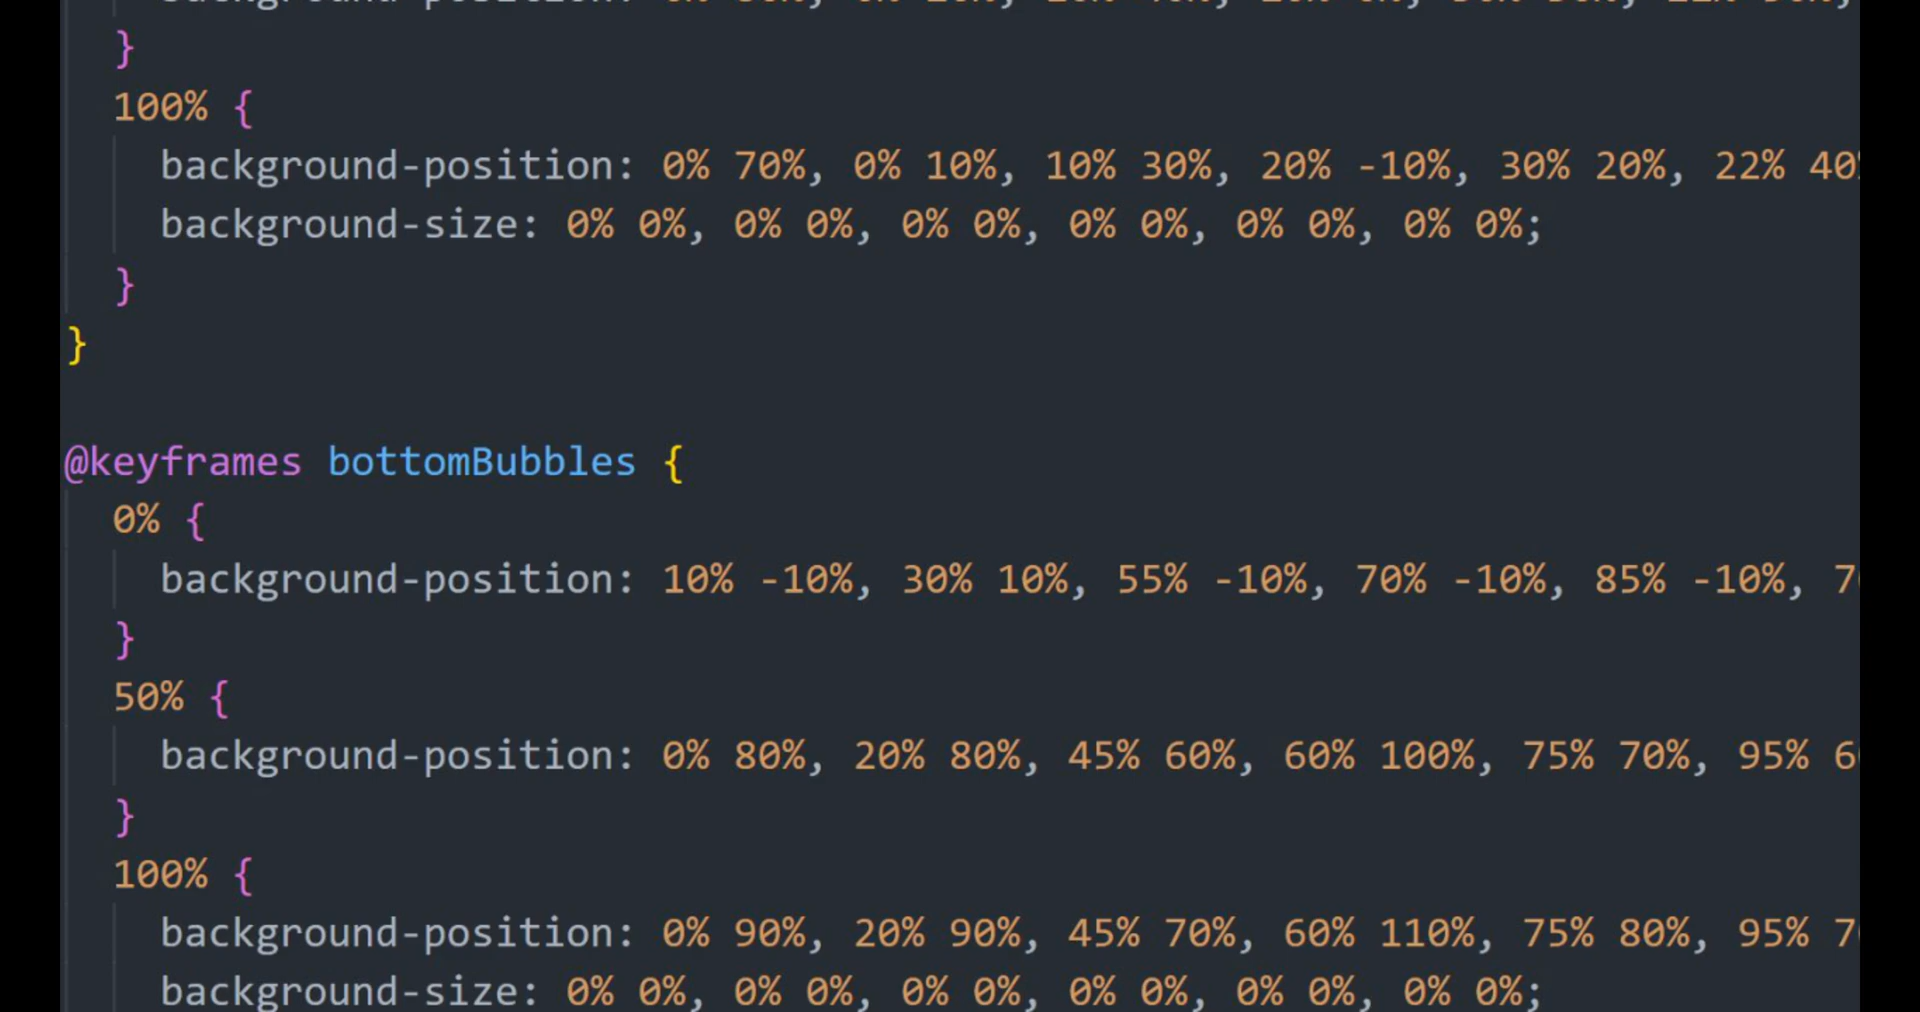 }
100% {
background-position: 0% 70%, 0% 10%, 10% 30%, 20% -10%, 30% 20%, 22% 40
background-size: 0% 0%, 0% 0%, 0% 0%, 0% 0%, 0% 0%, 0% 0%;
}
}
@keyframes bottomBubbles {
0% {
background-position: 10% -10%, 30% 10%, 55% -10%, 70% -10%, 85% -10%, 7
}
50% {
background-position: 0% 80%, 20% 80%, 45% 60%, 60% 100%, 75% 70%, 95% 6
}
100% {
background-position: 0% 90%, 20% 90%, 45% 70%, 60% 110%, 75% 80%, 95% 7
background-size: 0% 0%, 0% 0%, 0% 0%, 0% 0%, 0% 0%, 0% 0%;